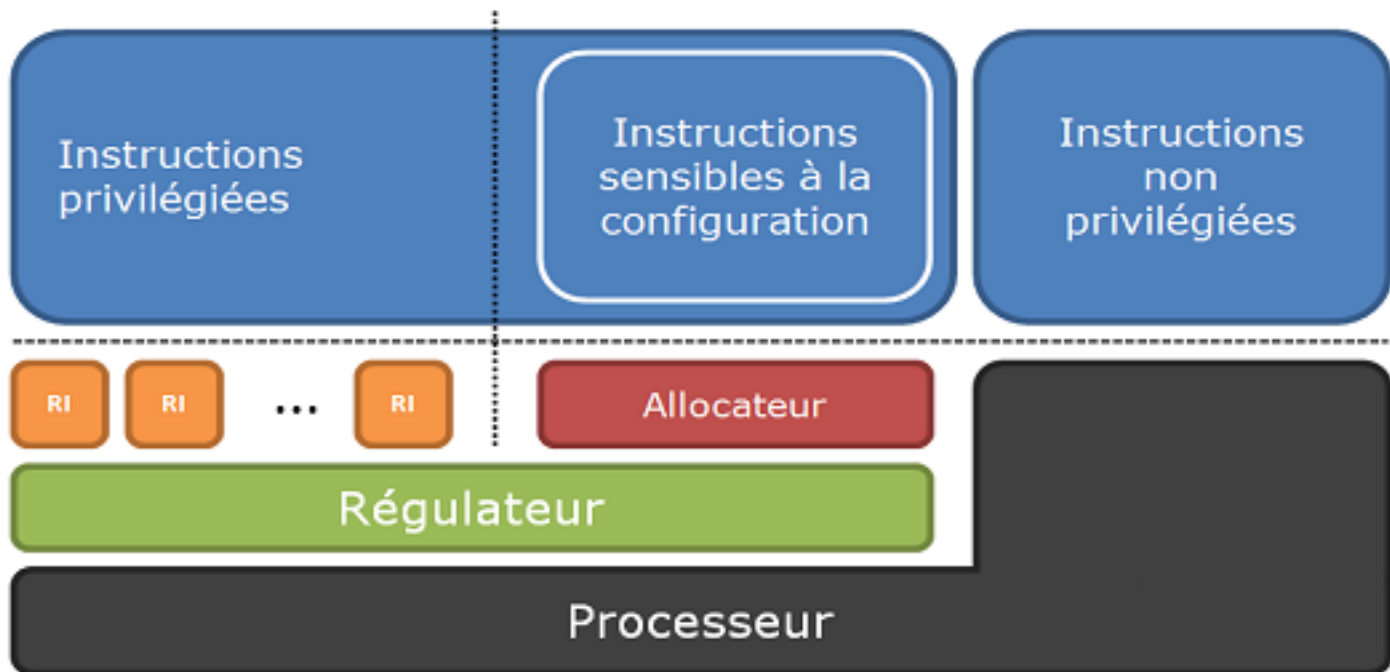 Instructions
privilégiées
Instructions
sensibles à la
configuration
Instructions
non
privilégiées
RI
RI
...
RI
Allocateur
Régulateur
Processeur